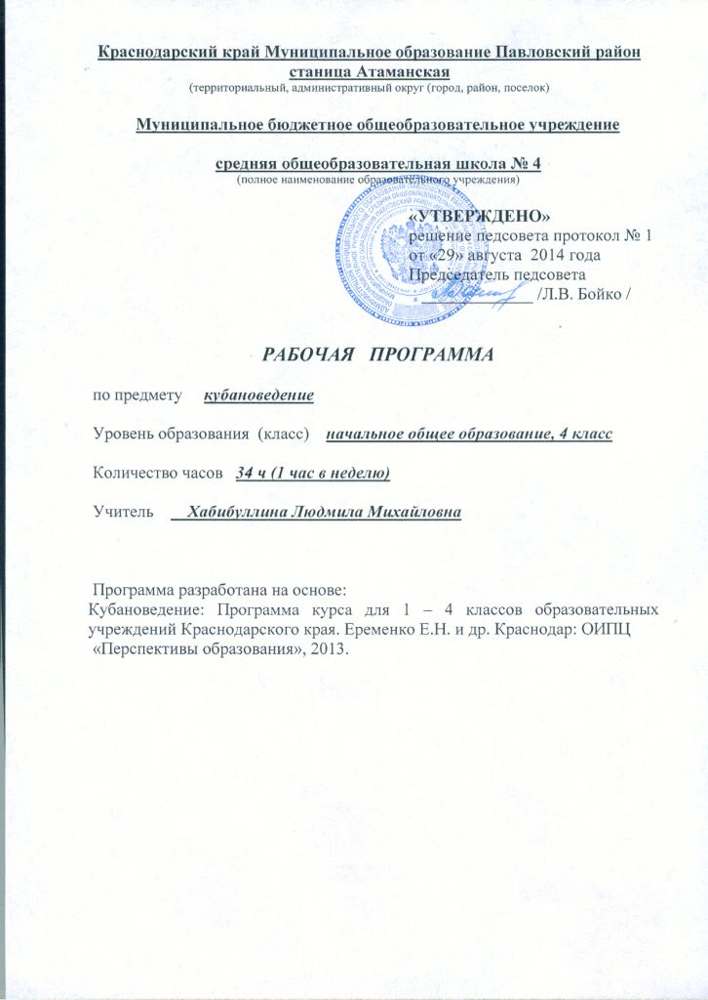 Краснодарский край Муниципальное образование Павловский район
станица Атаманская
(территориальный, административный округ (город, район, поселок)
Муниципальное бюджетное общеобразовательное учреждение
средняя общеобразовательная школа № 4
(полное наименование образовательного учреждения)
«УТВЕРЖДЕНО»
решение педсовета протокол № 1
от «29» августа 2014 года
Председатель педсовета
______________ /Л.В. Бойко /
РАБОЧАЯ ПРОГРАММА
по предмету кубановедение
Уровень образования (класс) начальное общее образование, 4 класс
Количество часов 34 ч (1 час в неделю)
Учитель Хабибуллина Людмила Михайловна
Программа разработана на основе:
Кубановедение: Программа курса для 1 – 4 классов образовательных
учреждений Краснодарского края. Еременко Е.Н. и др. Краснодар: ОИПЦ
«Перспективы образования», 2013.